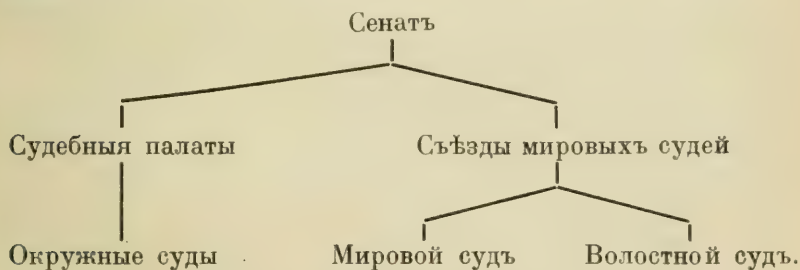 Сенатъ
Судебныя палаты Съѣзды мировыхъ судей
Окружные суды Мировой судъ Волостной судъ.